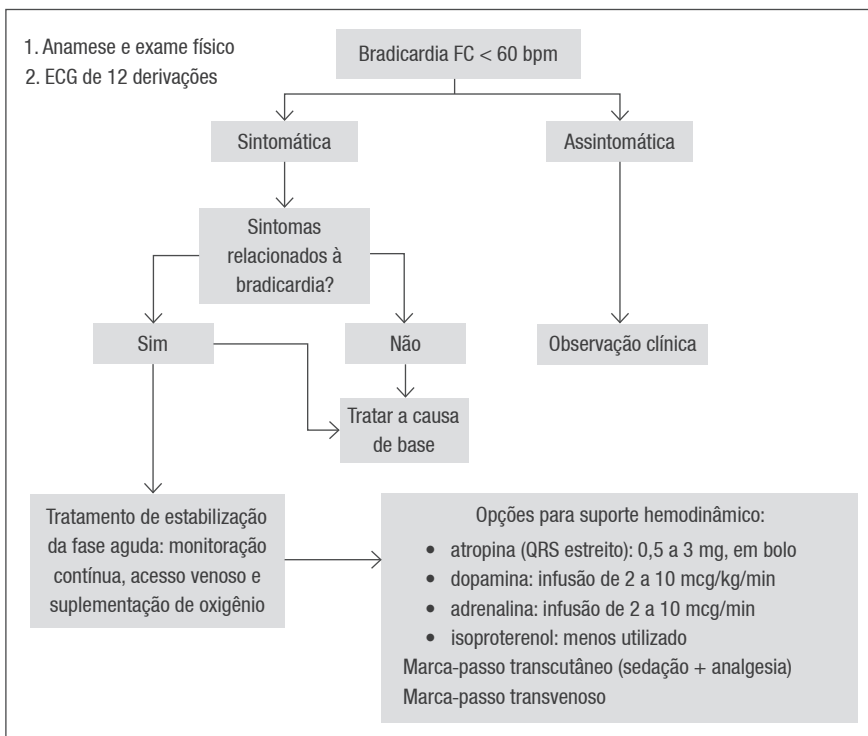 1. Anamese e exame físico
2. ECG de 12 derivações
Bradicardia FC < 60 bpm
Sintomática
Assintomática
Sintomas
relacionados à
bradicardia?
Sim
Não
Observação clínica
Tratar a causa
de base
Tratamento de estabilização
da fase aguda: monitoração
contínua, acesso venoso e
suplementação de oxigênio
Opções para suporte hemodinâmico:
• atropina (QRS estreito): 0,5 a 3 mg, em bolo
• dopamina: infusão de 2 a 10 mcg/kg/min
• adrenalina: infusão de 2 a 10 mcg/min
• isoproterenol: menos utilizado
Marca-passo transcutâneo (sedação + analgesia)
Marca-passo transvenoso